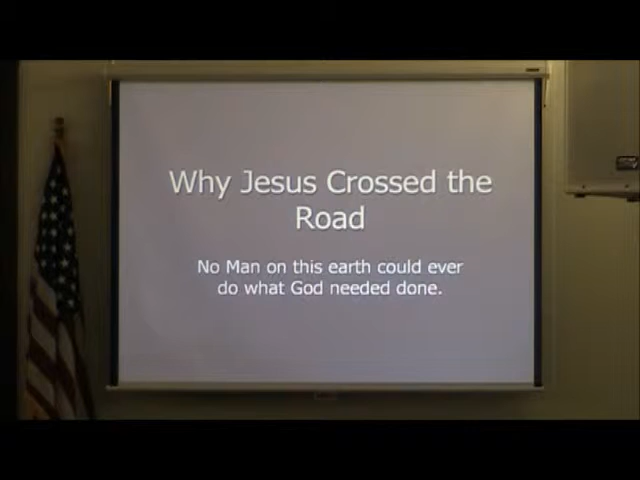 Why Jesus Crossed the
Road
No Man on this earth could ever
do what God needed done.